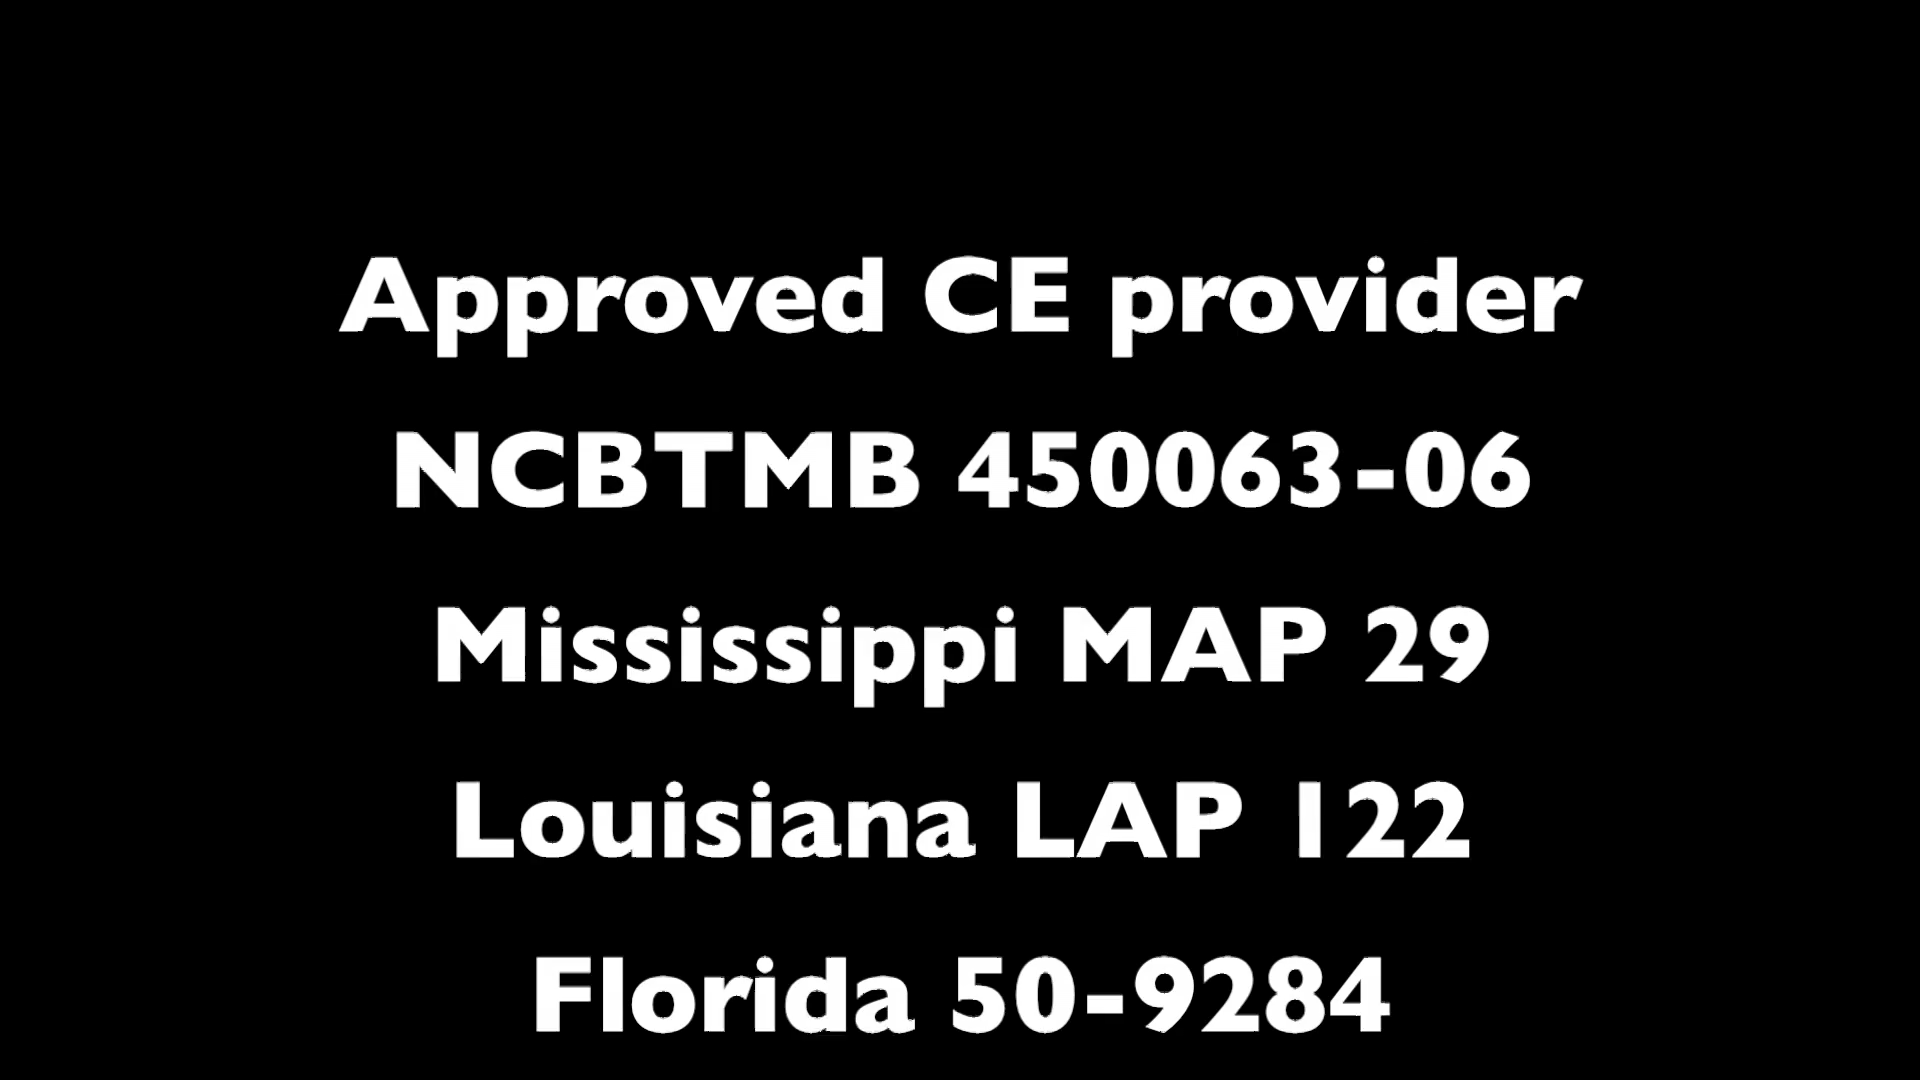 Approved CE provider
NCBTMB 450063-06
Mississippi MAP 29
Louisiana LAP 122
Florida 50-9284